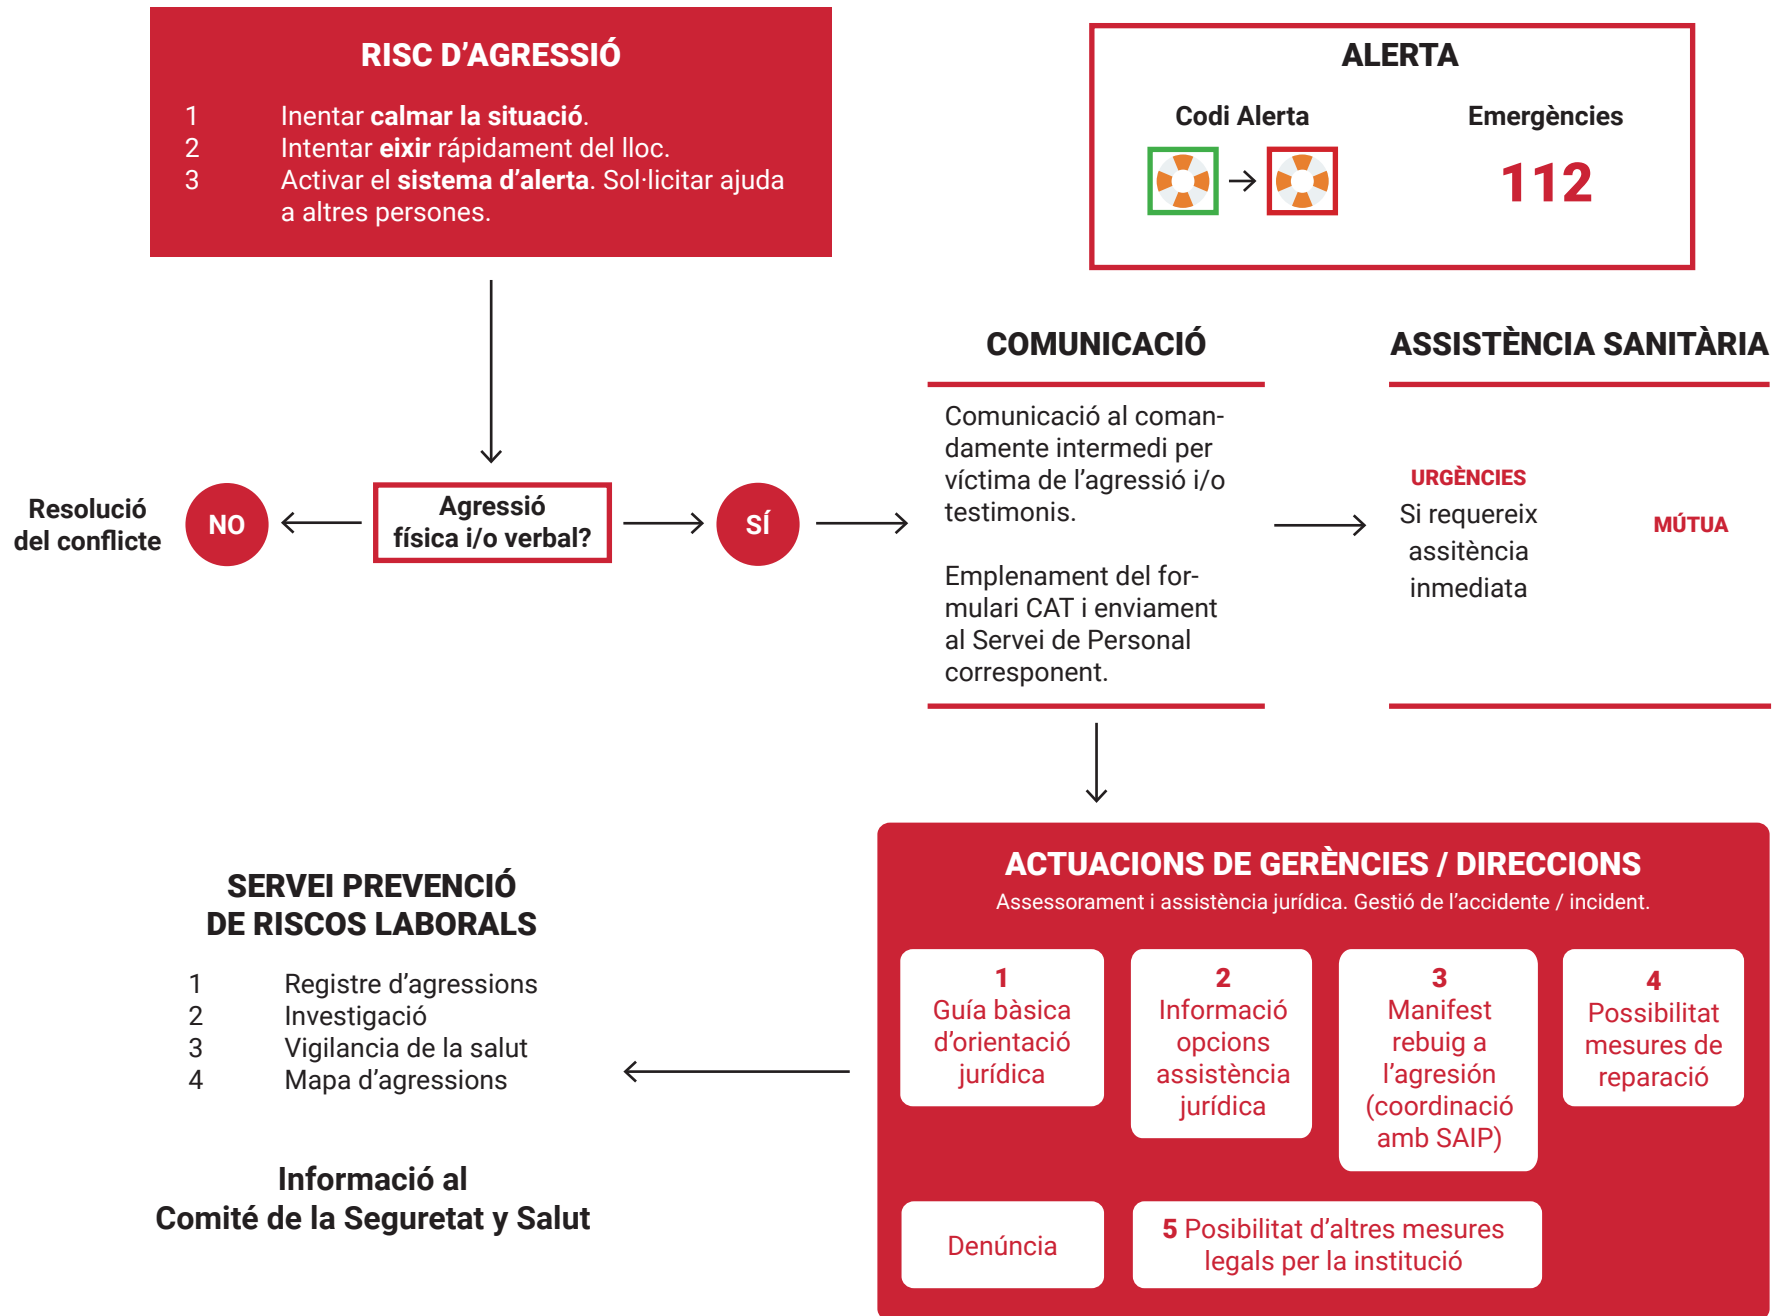 RISC D’AGRESSIÓ
1 Inentar calmar la situació.
2 Intentar eixir rápidament del lloc.
3 Activar el sistema d’alerta. Sol·licitar ajuda
a altres persones.
ALERTA
Codi Alerta
Emergències
112
Resolució
del conflicte
NO
Agressió
física i/o verbal?
SÍ
COMUNICACIÓ
Comunicació al coman-
damente intermedi per
víctima de l’agressió i/o
testimonis.
Emplenament del for-
mulari CAT i enviament
al Servei de Personal
corresponent.
ASSISTÈNCIA SANITÀRIA
URGÈNCIES
Si requereix
assitència
inmediata
MÚTUA
ACTUACIONS DE GERÈNCIES / DIRECCIONS
Assessorament i assistència jurídica. Gestió de l’accidente / incident.
1
Guía bàsica
d’orientació
jurídica
2
Informació
opcions
assistència
jurídica
3
Manifest
rebuig a
l’agresión
(coordinació
amb SAIP)
4
Possibilitat
mesures de
reparació
Denúncia
5 Posibilitat d’altres mesures
legals per la institució
SERVEI PREVENCIÓ
DE RISCOS LABORALS
1 Registre d’agressions
2 Investigació
3 Vigilancia de la salut
4 Mapa d’agressions
Informació al
Comité de la Seguretat y Salut